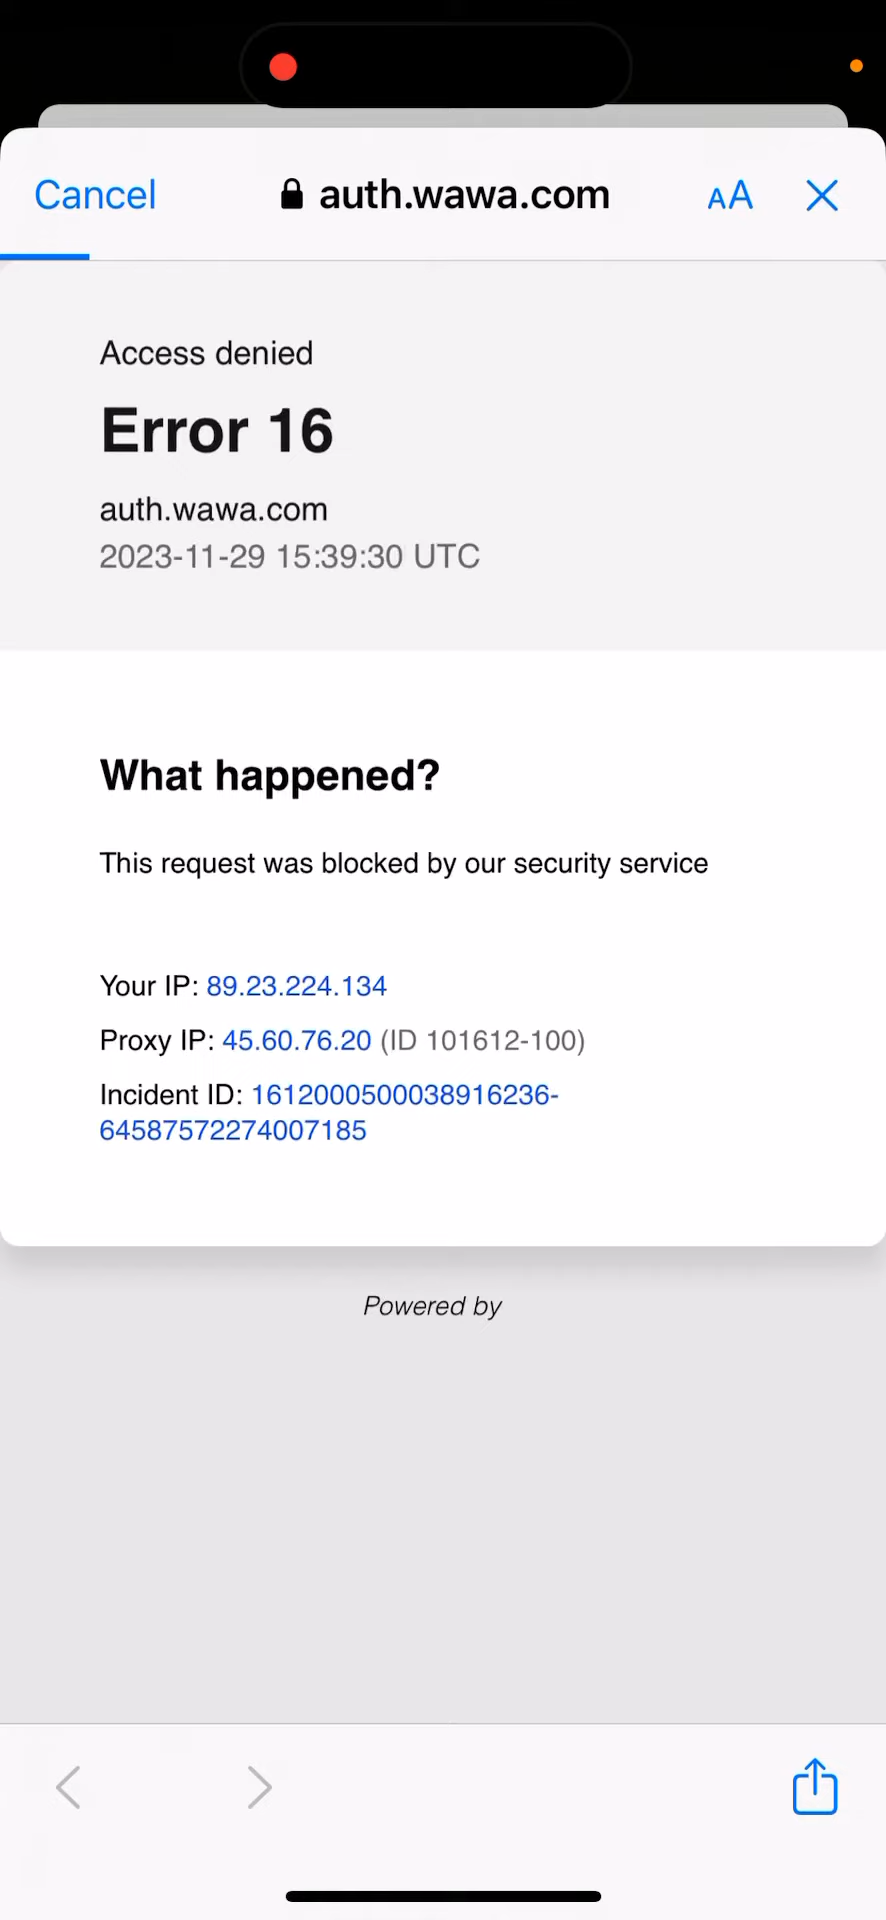 Cancel
auth.wawa.com
AA
Access denied
Error 16
auth.wawa.com
2023-11-29 15:39:30 UTC
What happened?
This request was blocked by our security service
Your IP: 89.23.224.134
Proxy IP: 45.60.76.20 (ID 101612-100)
Incident ID: 1612000500038916236-
64587572274007185
Powered by